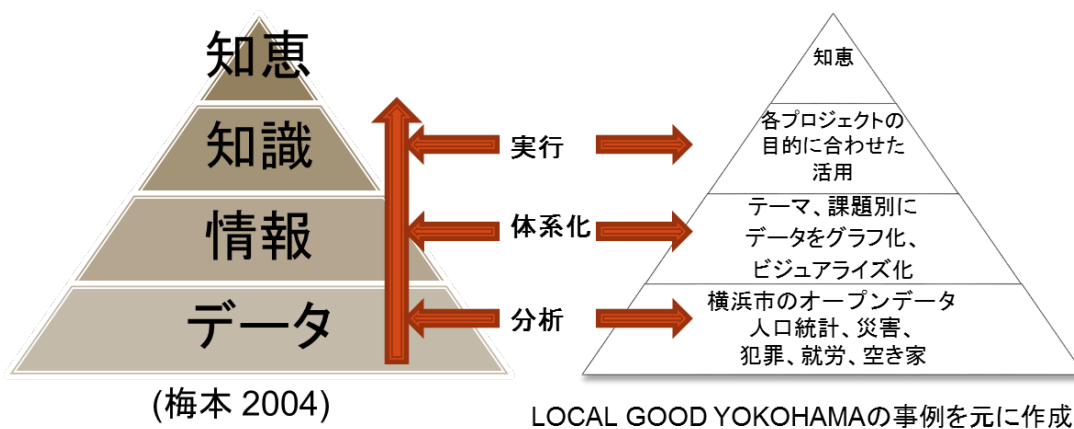 知恵
知識
情報
データ
(梅本 2004)
実行
体系化
分析
知恵
各プロジェクトの
目的に合わせた
活用
テーマ、課題別に
データをグラフ化、
ビジュアライズ化
横浜市のオープンデータ
人口統計、災害、
犯罪、就労、空き家
LOCAL GOOD YOKOHAMAの事例を元に作成